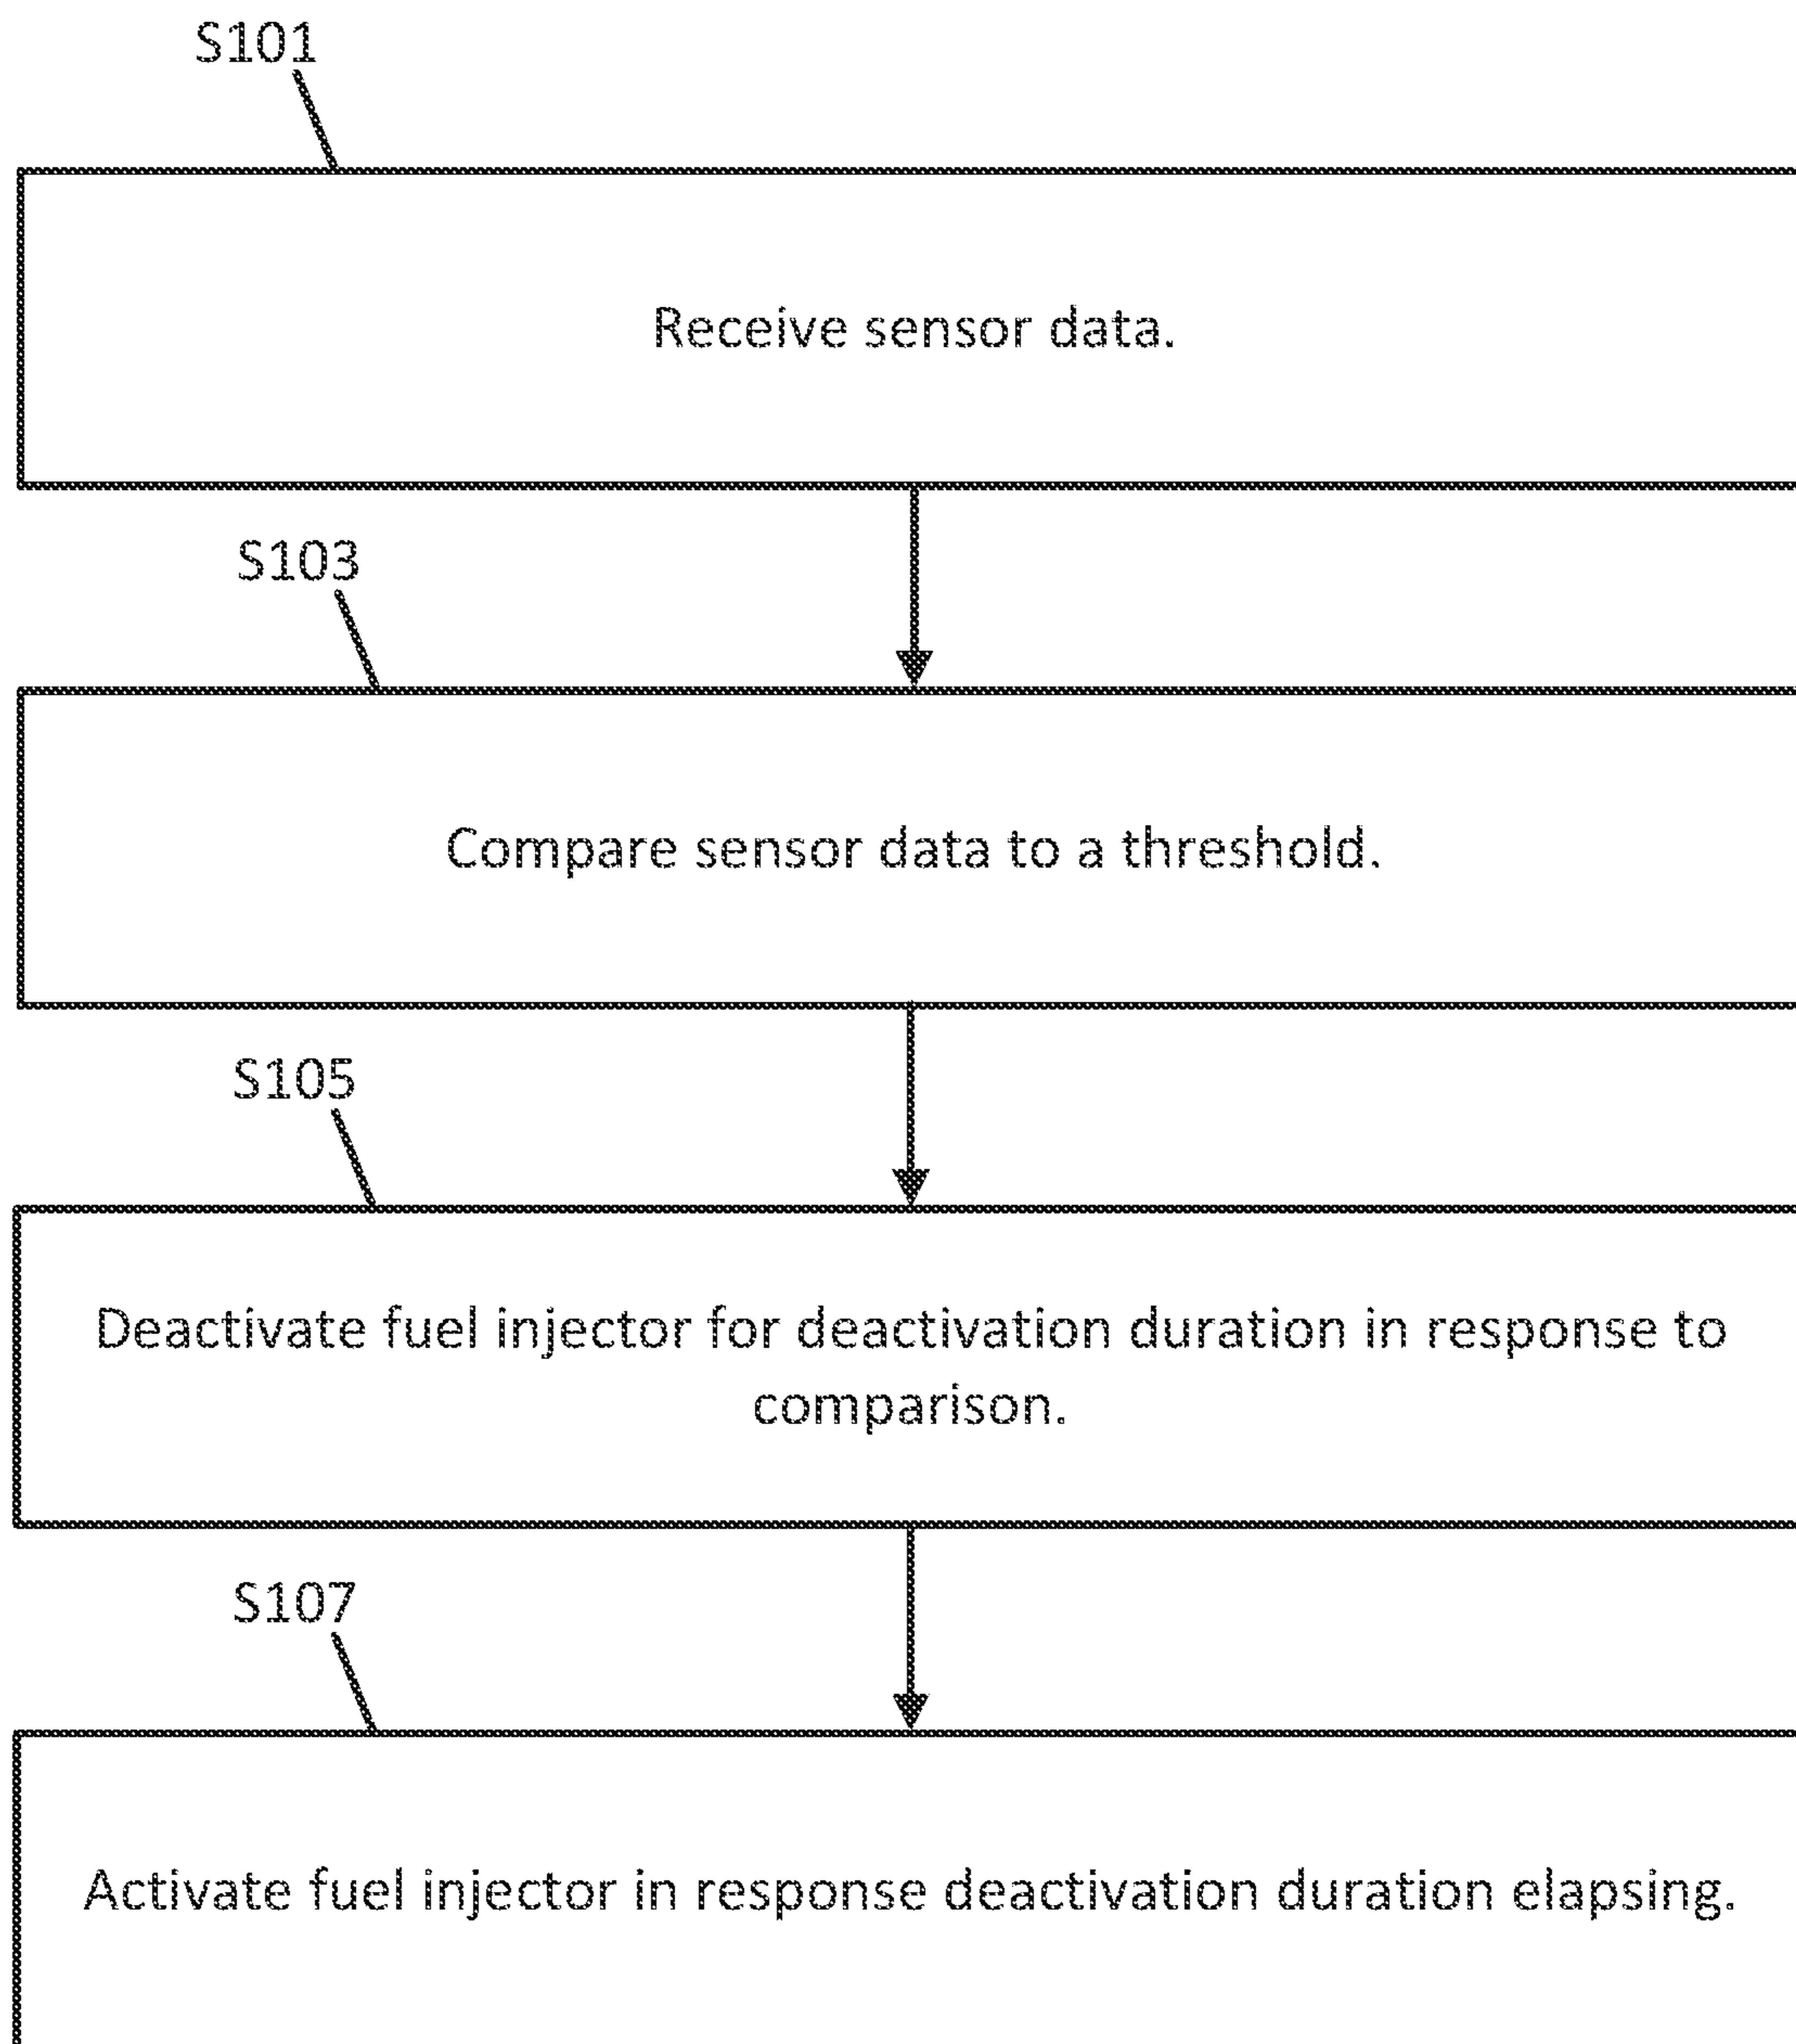 S101
Receive sensor data.
S103
Compare sensor data to a threshold.
S105
Deactivate fuel injector for deactivation duration in response to
comparison.
S107
Activate fuel injector in response deactivation duration elapsing.